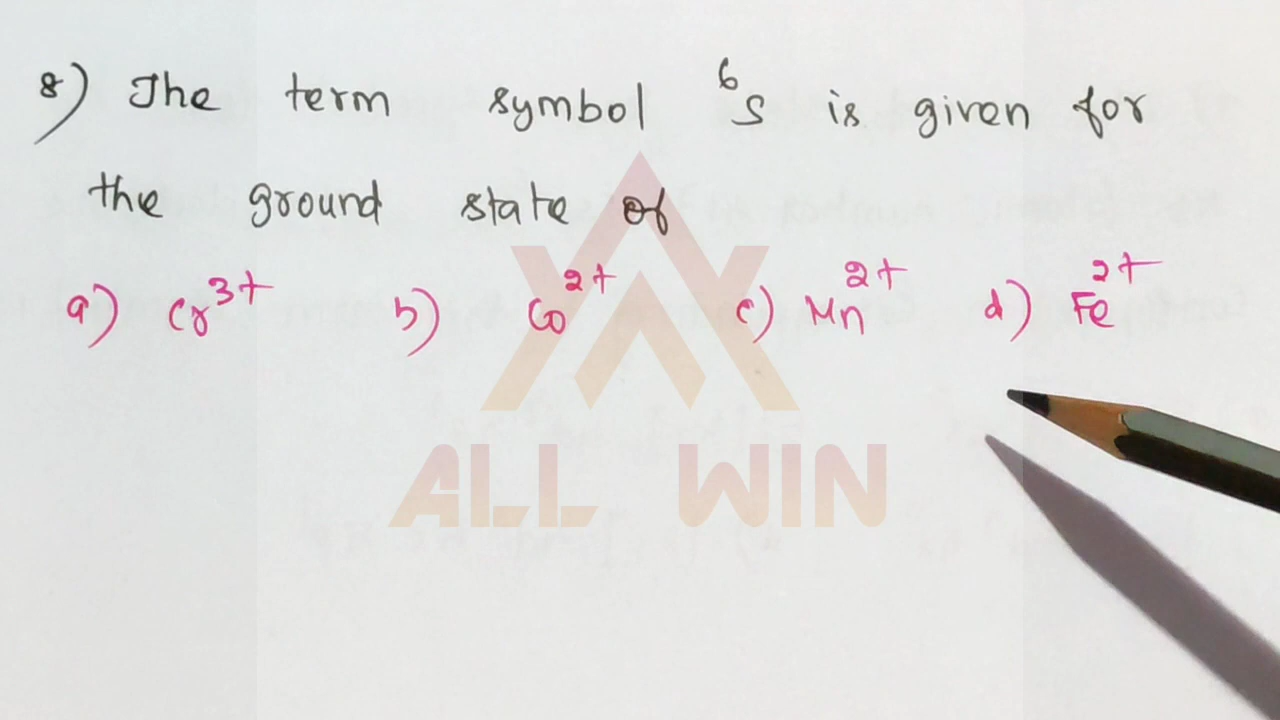 8) The term symbol ⁶S is given for
the ground state of
a) Cr³⁺ b) Co²⁺ c) Mn²⁺ d) Fe²⁺
ALL WIN